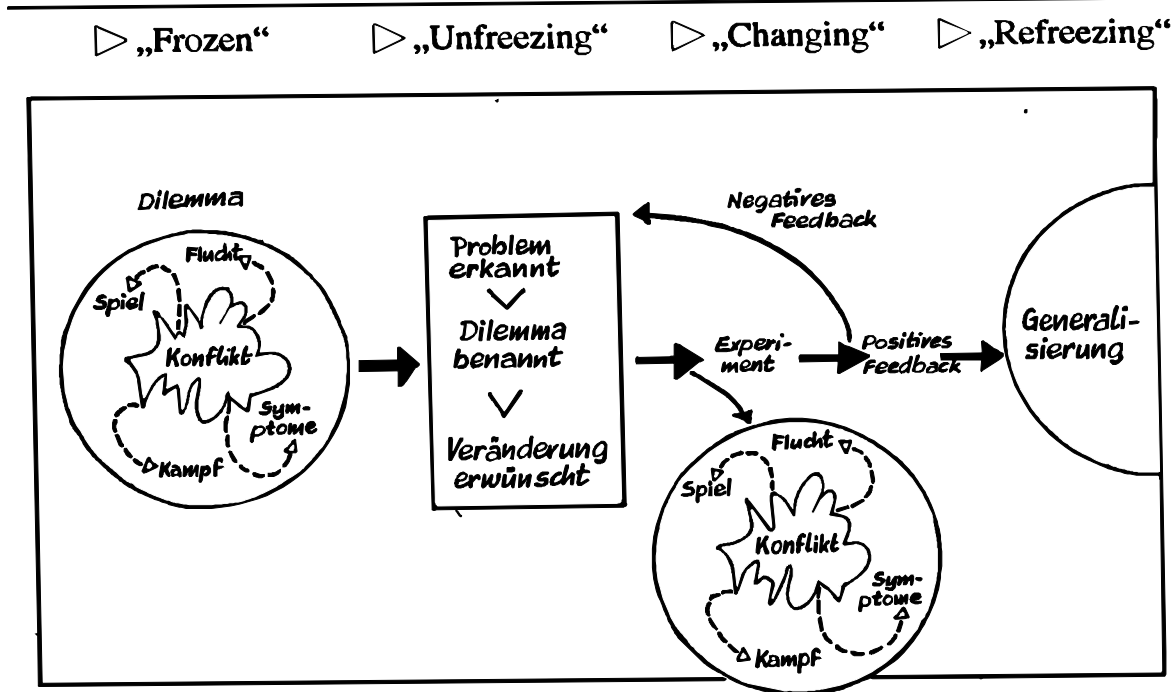 ▷ „Frozen“ ▷ „Unfreezing“ ▷ „Changing“ ▷ „Refreezing“
Dilemma
Flucht
Spiel
Konflikt
Sym-
ptome
Kampf
Problem
erkannt
Dilemma
benannt
Veränderung
erwünscht
Negatives
Feedback
Experi-
ment
Positives
Feedback
Generali-
sierung
Flucht
Spiel
Konflikt
Sym-
ptome
Kampf